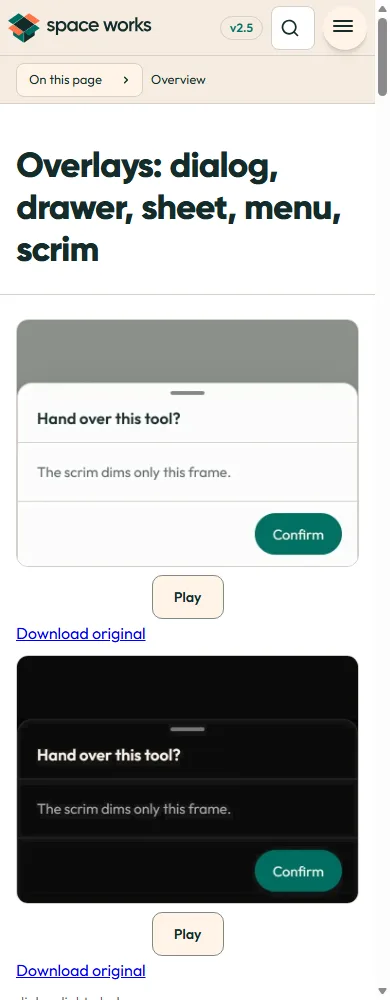 space works
v2.5
On this page
Overview
Overlays: dialog,
drawer, sheet, menu,
scrim
Hand over this tool?
The scrim dims only this frame.
Confirm
Play
Download original
Hand over this tool?
The scrim dims only this frame.
Confirm
Play
Download original